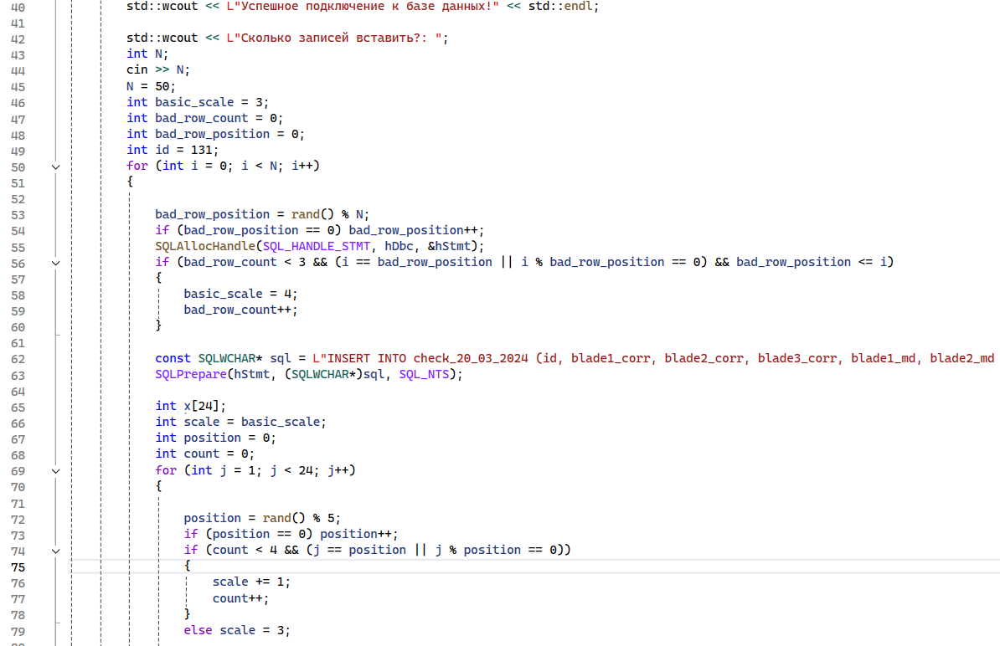 40 std::wcout << L"Успешное подключение к базе данных!" << std::endl;
41
42 std::wcout << L"Сколько записей вставить?: ";
43 int N;
44 cin >> N;
45 N = 50;
46 int basic_scale = 3;
47 int bad_row_count = 0;
48 int bad_row_position = 0;
49 int id = 131;
50 for (int i = 0; i < N; i++)
51 {
52
53 bad_row_position = rand() % N;
54 if (bad_row_position == 0) bad_row_position++;
55 SQLAllocHandle(SQL_HANDLE_STMT, hDbc, &hStmt);
56 if (bad_row_count < 3 && (i == bad_row_position || i % bad_row_position == 0) && bad_row_position <= i)
57 {
58 basic_scale = 4;
59 bad_row_count++;
60 }
61
62 const SQLWCHAR* sql = L"INSERT INTO check_20_03_2024 (id, blade1_corr, blade2_corr, blade3_corr, blade1_md, blade2_md
63 SQLPrepare(hStmt, (SQLWCHAR*)sql, SQL_NTS);
64
65 int x[24];
66 int scale = basic_scale;
67 int position = 0;
68 int count = 0;
69 for (int j = 1; j < 24; j++)
70 {
71
72 position = rand() % 5;
73 if (position == 0) position++;
74 if (count < 4 && (j == position || j % position == 0))
75 {
76 scale += 1;
77 count++;
78 }
79 else scale = 3;